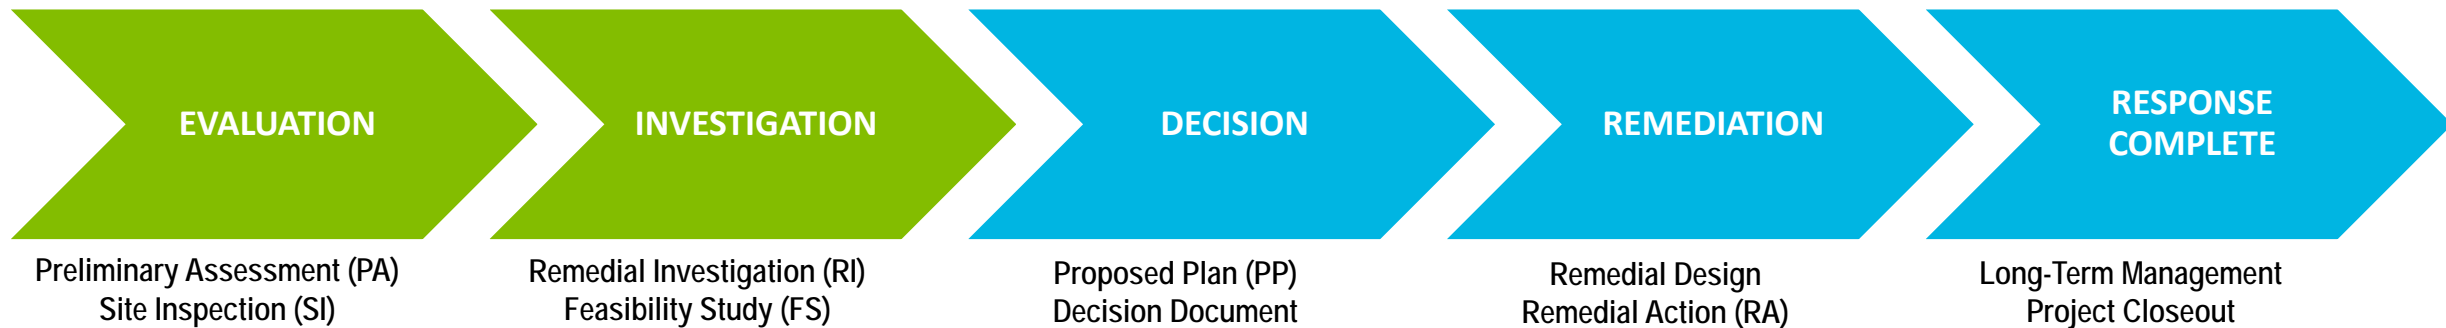 EVALUATION
Preliminary Assessment (PA)
Site Inspection (SI)
INVESTIGATION
Remedial Investigation (RI)
Feasibility Study (FS)
DECISION
Proposed Plan (PP)
Decision Document
REMEDIATION
Remedial Design
Remedial Action (RA)
RESPONSE
COMPLETE
Long-Term Management
Project Closeout